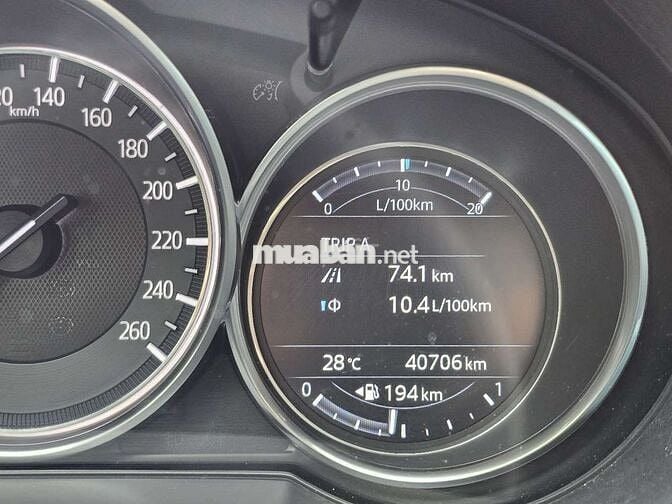 140
km/h
160
180
200
220
240
260
10
0 L/100km 20
TRIP A
muaban.net
74.1 km
10.4 L/100km
28°C 40706 km
0 194 km 1